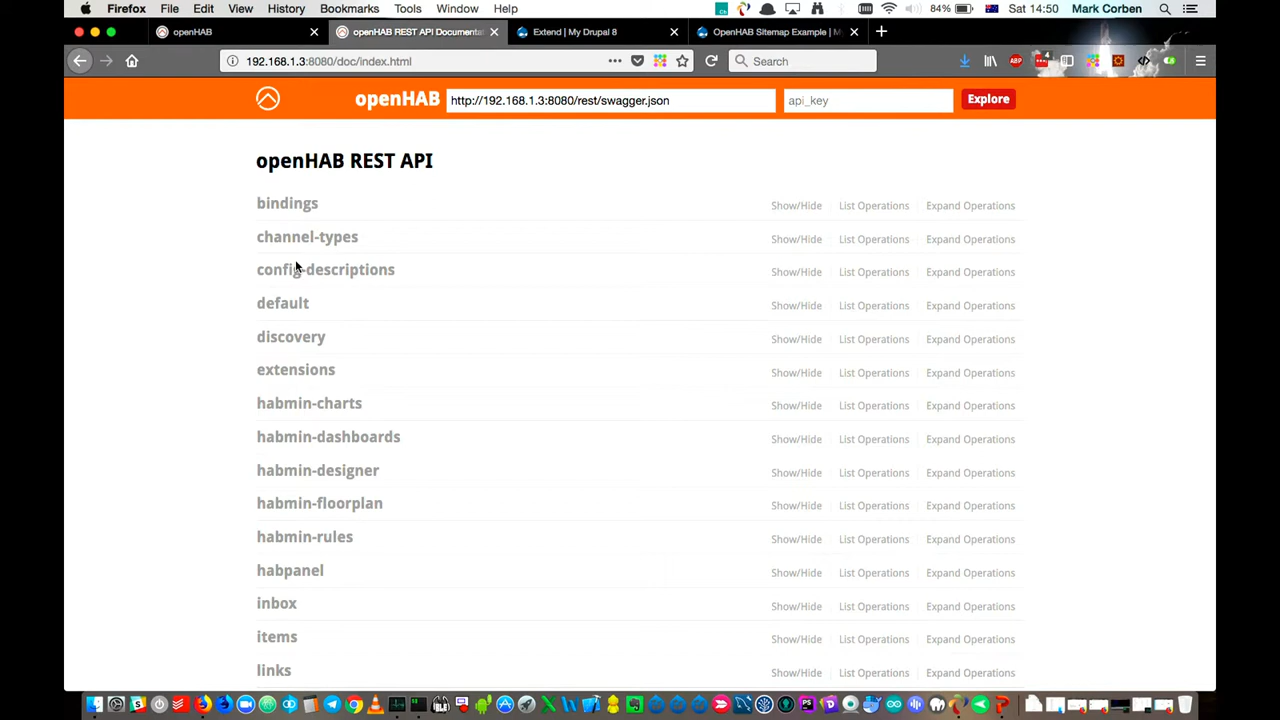 Firefox File Edit View History Bookmarks Tools Window Help 84% Sat 14:50 Mark Corben
openHAB openHAB REST API Documenta Extend | My Drupal 8 OpenHAB Sitemap Example | M
192.168.1.3:8080/doc/index.html Search
openHAB http://192.168.1.3:8080/rest/swagger.json api_key Explore
openHAB REST API
bindings Show/Hide List Operations Expand Operations
channel-types Show/Hide List Operations Expand Operations
config-descriptions Show/Hide List Operations Expand Operations
default Show/Hide List Operations Expand Operations
discovery Show/Hide List Operations Expand Operations
extensions Show/Hide List Operations Expand Operations
habmin-charts Show/Hide List Operations Expand Operations
habmin-dashboards Show/Hide List Operations Expand Operations
habmin-designer Show/Hide List Operations Expand Operations
habmin-floorplan Show/Hide List Operations Expand Operations
habmin-rules Show/Hide List Operations Expand Operations
habpanel Show/Hide List Operations Expand Operations
inbox Show/Hide List Operations Expand Operations
items Show/Hide List Operations Expand Operations
links Show/Hide List Operations Expand Operations